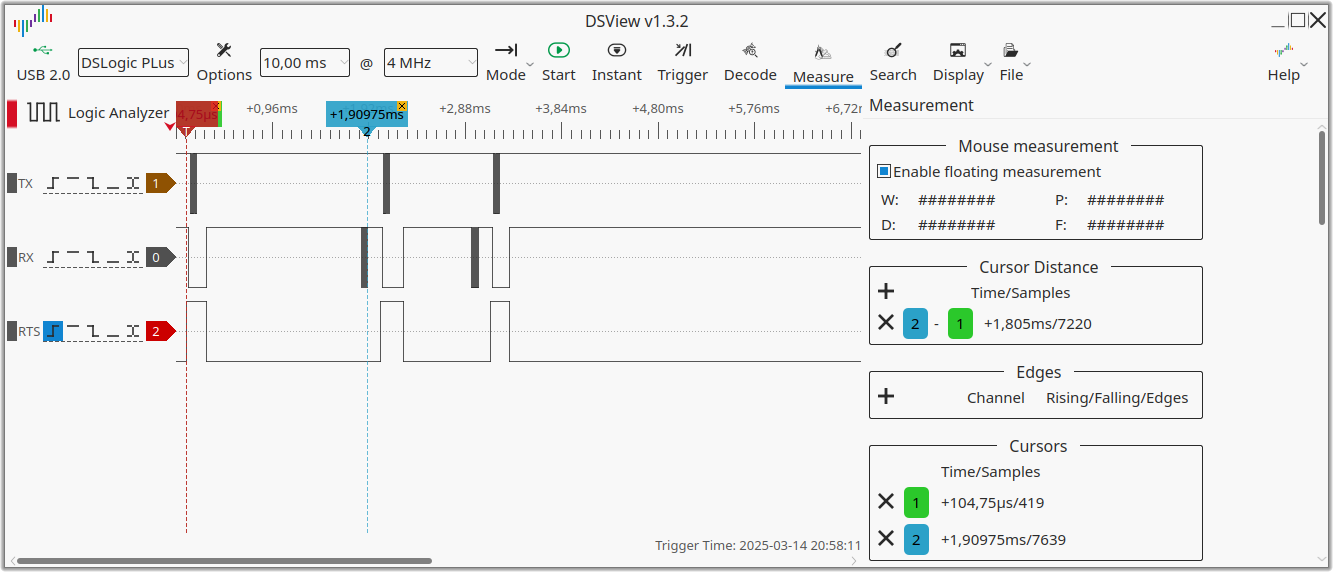 DSView v1.3.2
USB 2.0
DSLogic PLus
Options
10,00 ms
@
4 MHz
Mode
Start
Instant
Trigger
Decode
Measure
Search
Display
File
Help
Logic Analyzer
4,75µs
+0,96ms
+1,90975ms
+2,88ms
+3,84ms
+4,80ms
+5,76ms
+6,72m
T
2
TX
1
RX
0
RTS
2
Trigger Time: 2025-03-14 20:58:11
Measurement
Mouse measurement
Enable floating measurement
W: ######## P: ########
D: ######## F: ########
Cursor Distance
Time/Samples
2 - 1 +1,805ms/7220
Edges
Channel Rising/Falling/Edges
Cursors
Time/Samples
1 +104,75µs/419
2 +1,90975ms/7639